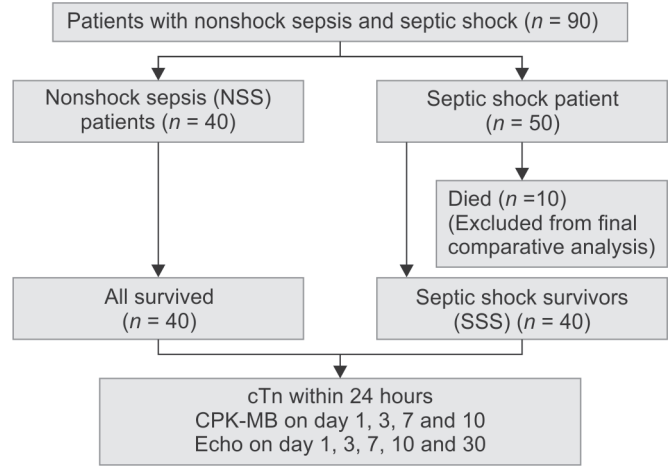 Patients with nonshock sepsis and septic shock (n = 90)
Nonshock sepsis (NSS)
patients (n = 40)
Septic shock patient
(n = 50)
Died (n =10)
(Excluded from final
comparative analysis)
All survived
(n = 40)
Septic shock survivors
(SSS) (n = 40)
cTn within 24 hours
CPK-MB on day 1, 3, 7 and 10
Echo on day 1, 3, 7, 10 and 30